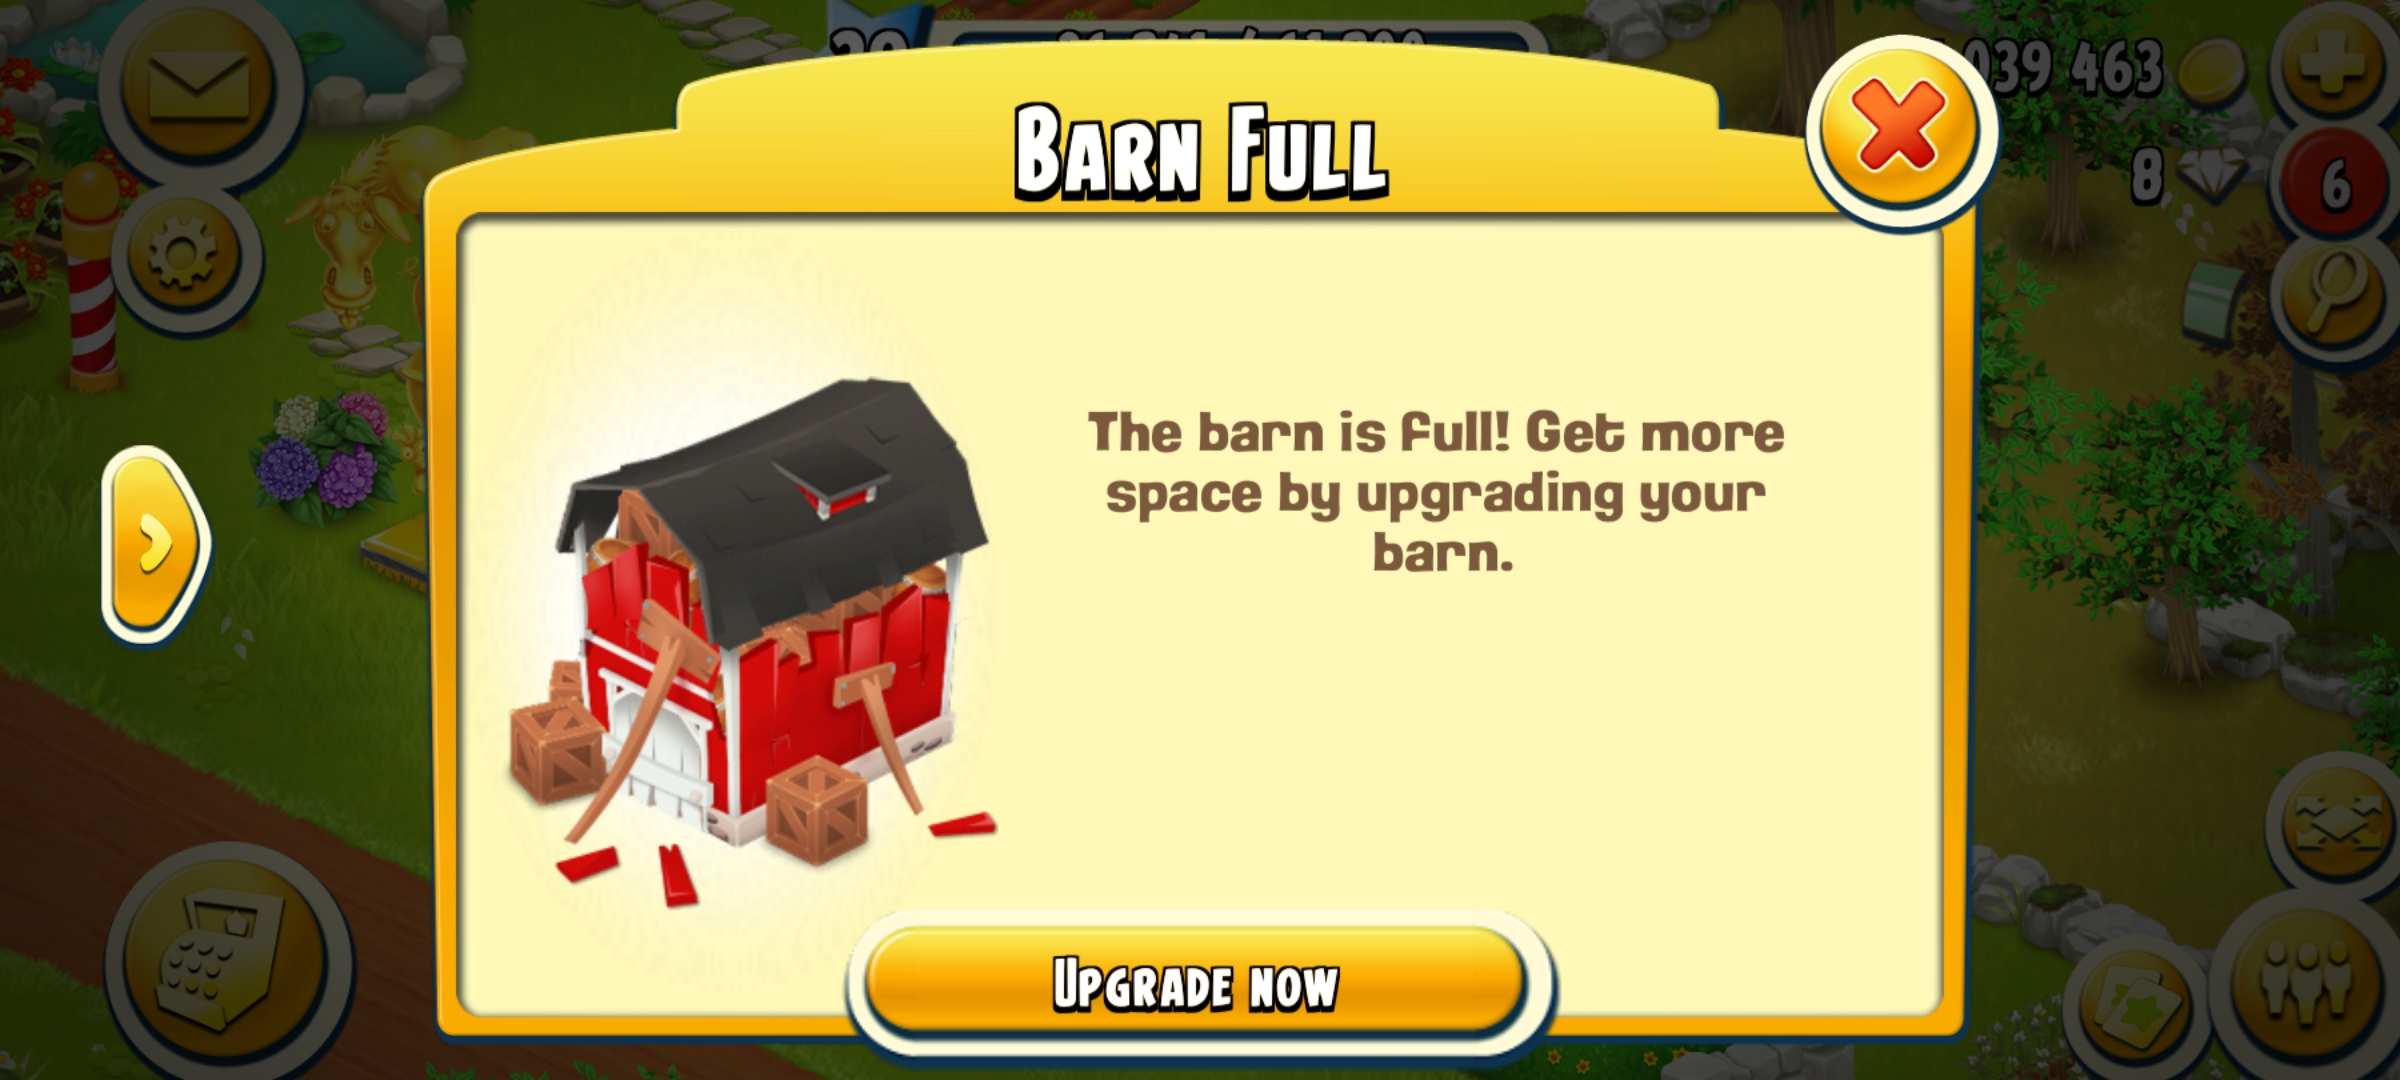 039 463
Barn Full
8
6
The barn is full! Get more
space by upgrading your
barn.
Upgrade now